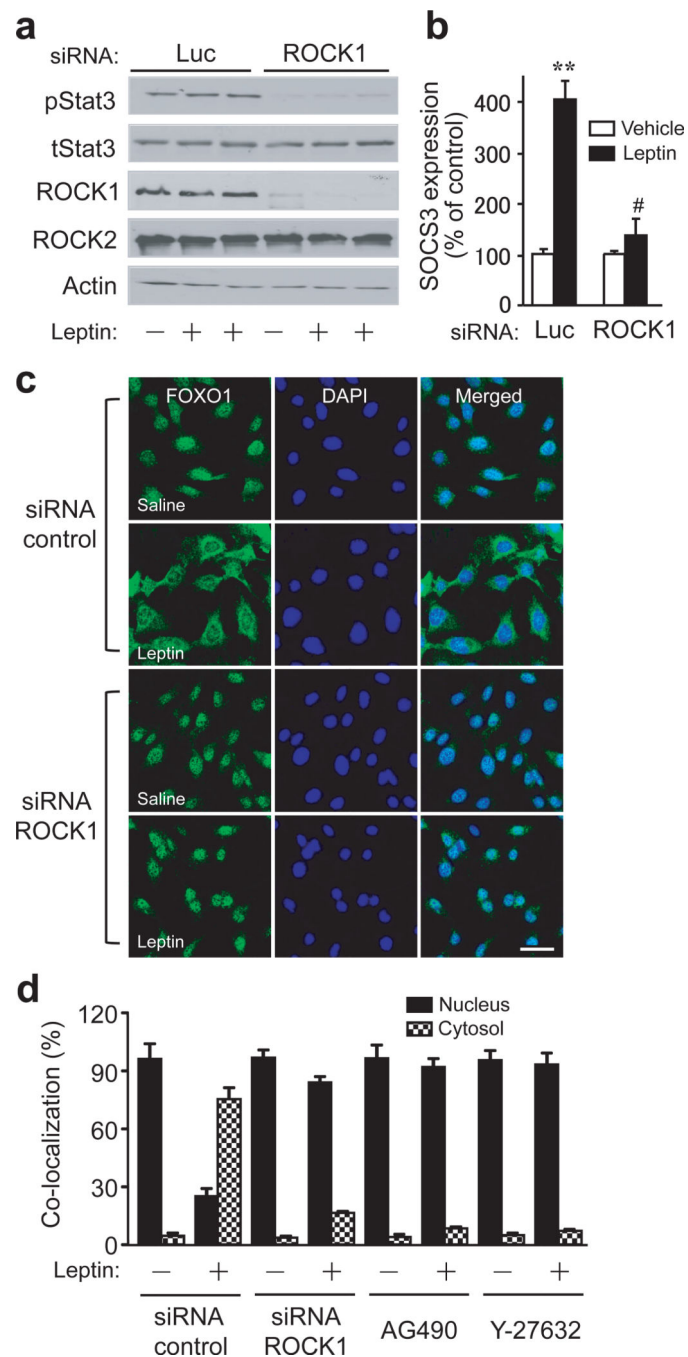 a
siRNA: Luc ROCK1
pStat3
tStat3
ROCK1
ROCK2
Actin
Leptin: — + + — + +
b
SOCS3 expression
(% of control)
400
300
200
100
0
**
#
Vehicle
Leptin
siRNA: Luc ROCK1
c
FOXO1 DAPI Merged
siRNA
control
Saline
Leptin
siRNA
ROCK1
Saline
Leptin
d
Co-localization (%)
120
90
60
30
0
Nucleus
Cytosol
Leptin: — + — + — + — +
siRNA
control
siRNA
ROCK1
AG490
Y-27632